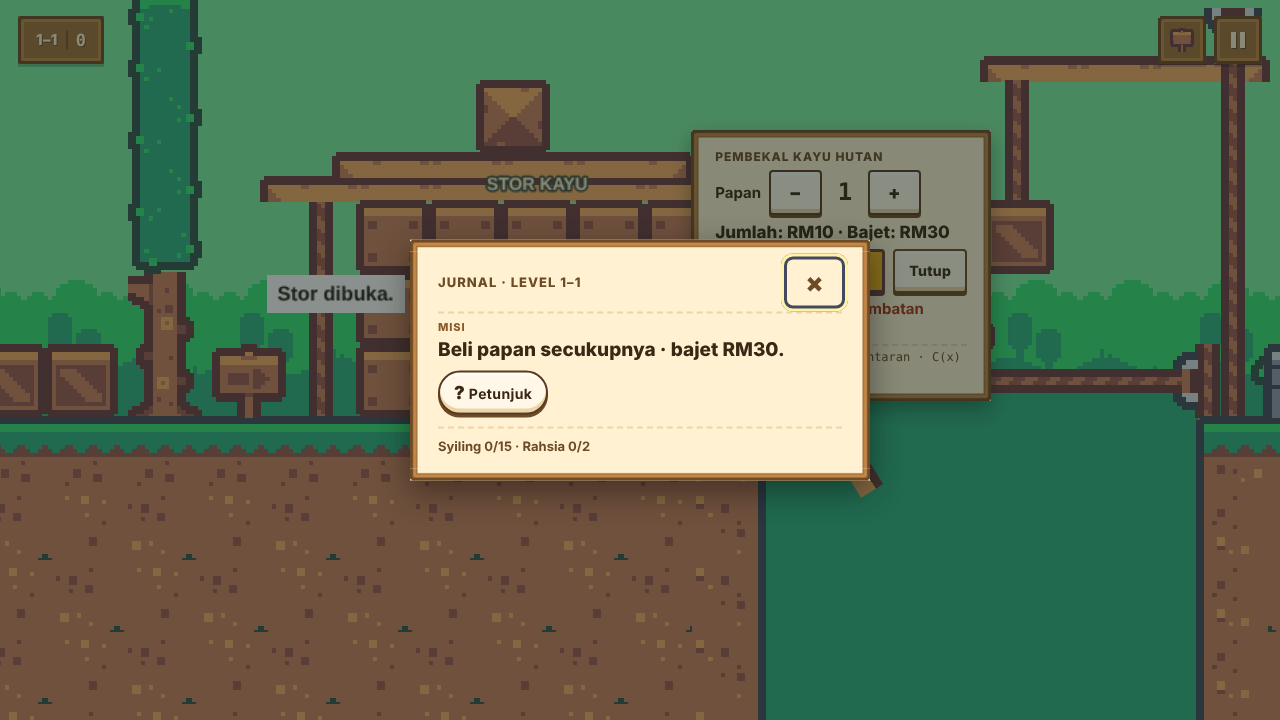 1–1 0
STOR KAYU
PEMBEKAL KAYU HUTAN
Papan − 1 +
Jumlah: RM10 · Bajet: RM30
Tutup
Stor dibuka.
JURNAL · LEVEL 1–1
MISI
Beli papan secukupnya · bajet RM30.
? Petunjuk
Syiling 0/15 · Rahsia 0/2
C(x)